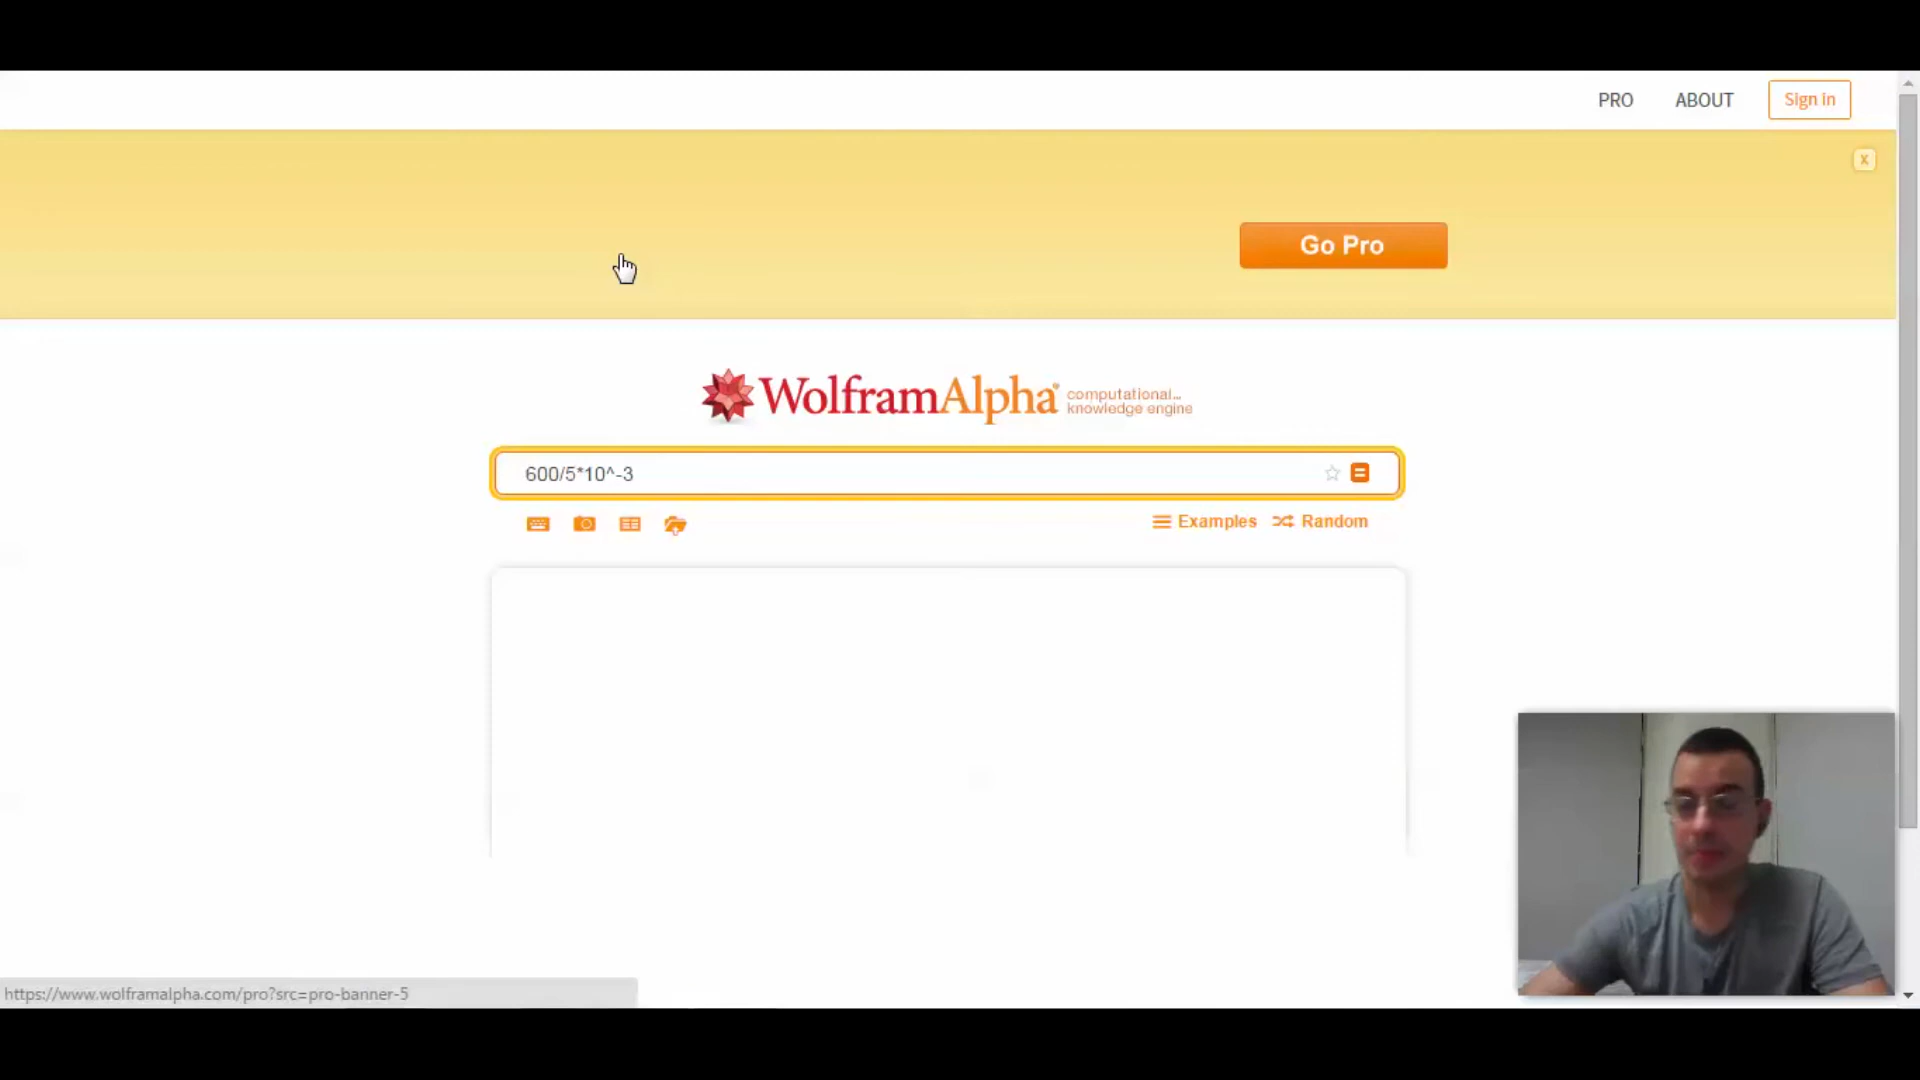 PRO ABOUT Sign in
x
Go Pro
WolframAlpha computational...
knowledge engine
600/5*10^-3
Examples Random
https://www.wolframalpha.com/pro?src=pro-banner-5